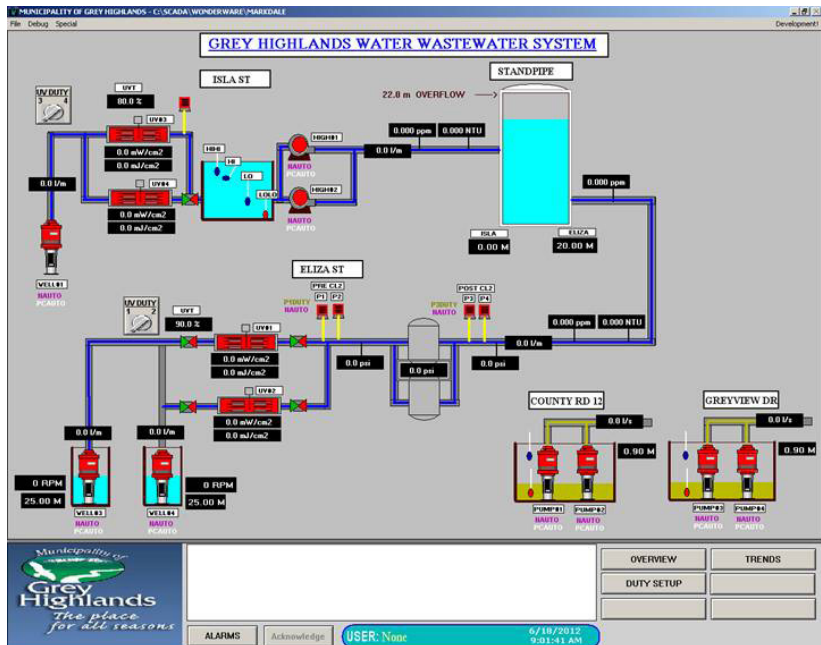 MUNICIPALITY OF GREY HIGHLANDS - C:\SCADA\WONDERWARE\MARKDALE
File Debug Special
Development!
GREY HIGHLANDS WATER WASTEWATER SYSTEM
ISLA ST
STANDPIPE
22.0 m OVERFLOW
UV DUTY
3 4
UVT
80.0 %
UV#3
0.0 mW/cm2
0.0 mJ/cm2
UV#4
0.0 mW/cm2
0.0 mJ/cm2
0.0 l/m
WELL#1
NAUTO
PCAUTO
HIHI
HI
LO
LOLO
HIGH#1
NAUTO
PCAUTO
HIGH#2
NAUTO
PCAUTO
0.0 l/m
0.000 ppm
0.000 NTU
0.000 ppm
ISLA
0.00 M
ELIZA
20.00 M
ELIZA ST
UV DUTY
1 2
UVT
90.0 %
UV#1
0.0 mW/cm2
0.0 mJ/cm2
UV#2
0.0 mW/cm2
0.0 mJ/cm2
PRE CL2
P1 P2
P1DUTY
NAUTO
0.0 psi
0.0 psi
POST CL2
P3 P4
P3DUTY
NAUTO
0.0 psi
0.0 l/m
0.000 ppm
0.000 NTU
0.0 l/m
0.0 l/m
0 RPM
25.00 M
WELL#3
NAUTO
PCAUTO
0 RPM
25.00 M
WELL#4
NAUTO
PCAUTO
COUNTY RD 12
0.0 l/s
0.90 M
PUMP#1
NAUTO
PCAUTO
PUMP#2
NAUTO
PCAUTO
GREYVIEW DR
0.0 l/s
0.90 M
PUMP#3
NAUTO
PCAUTO
PUMP#4
NAUTO
PCAUTO
Municipality of
Grey
Highlands
The place
for all seasons
OVERVIEW
TRENDS
DUTY SETUP
ALARMS
Acknowledge
USER: None
6/18/2012
9:01:41 AM